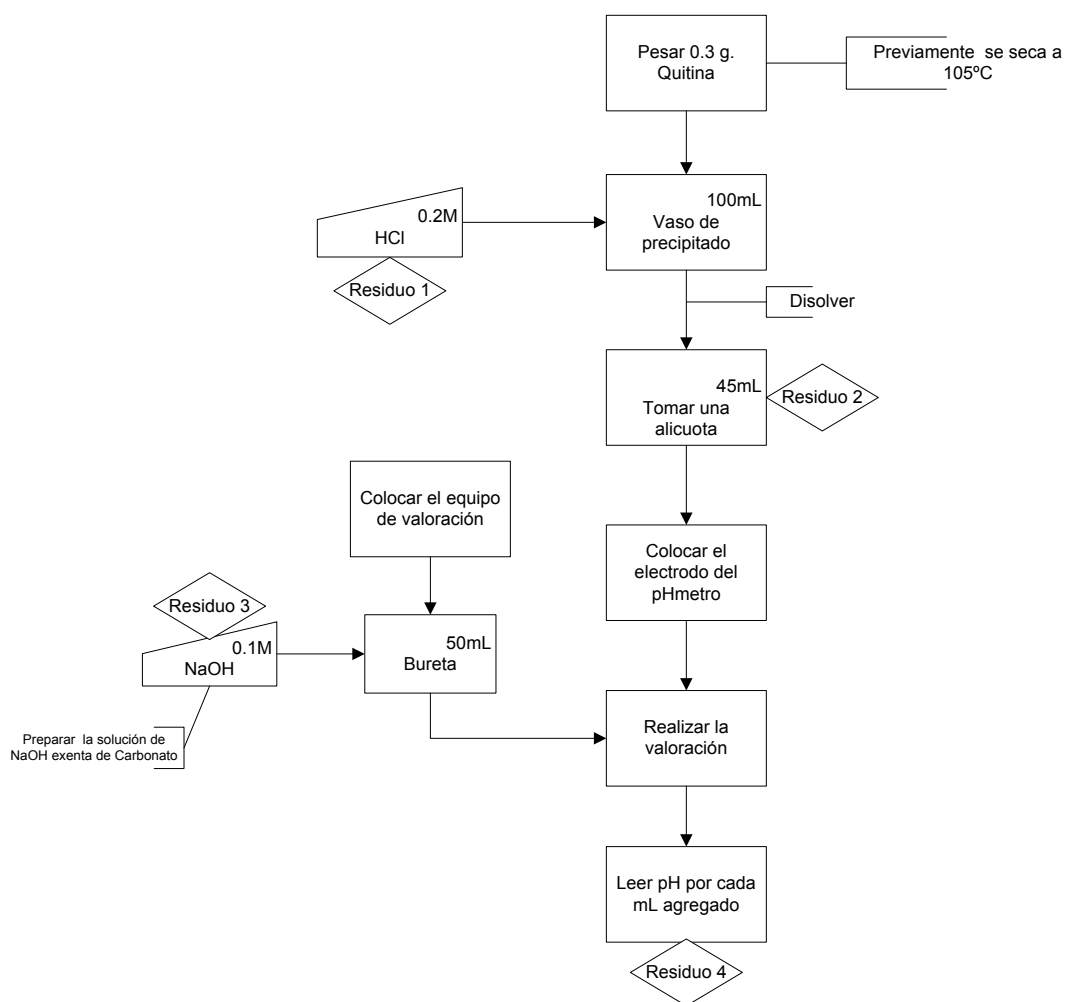 Pesar 0.3 g.
Quitina
Previamente se seca a
105ºC
100mL
Vaso de
precipitado
0.2M
HCl
Residuo 1
Disolver
45mL
Tomar una
alicuota
Residuo 2
Colocar el equipo
de valoración
Colocar el
electrodo del
pHmetro
Residuo 3
0.1M
NaOH
50mL
Bureta
Preparar la solución de
NaOH exenta de Carbonato
Realizar la
valoración
Leer pH por cada
mL agregado
Residuo 4